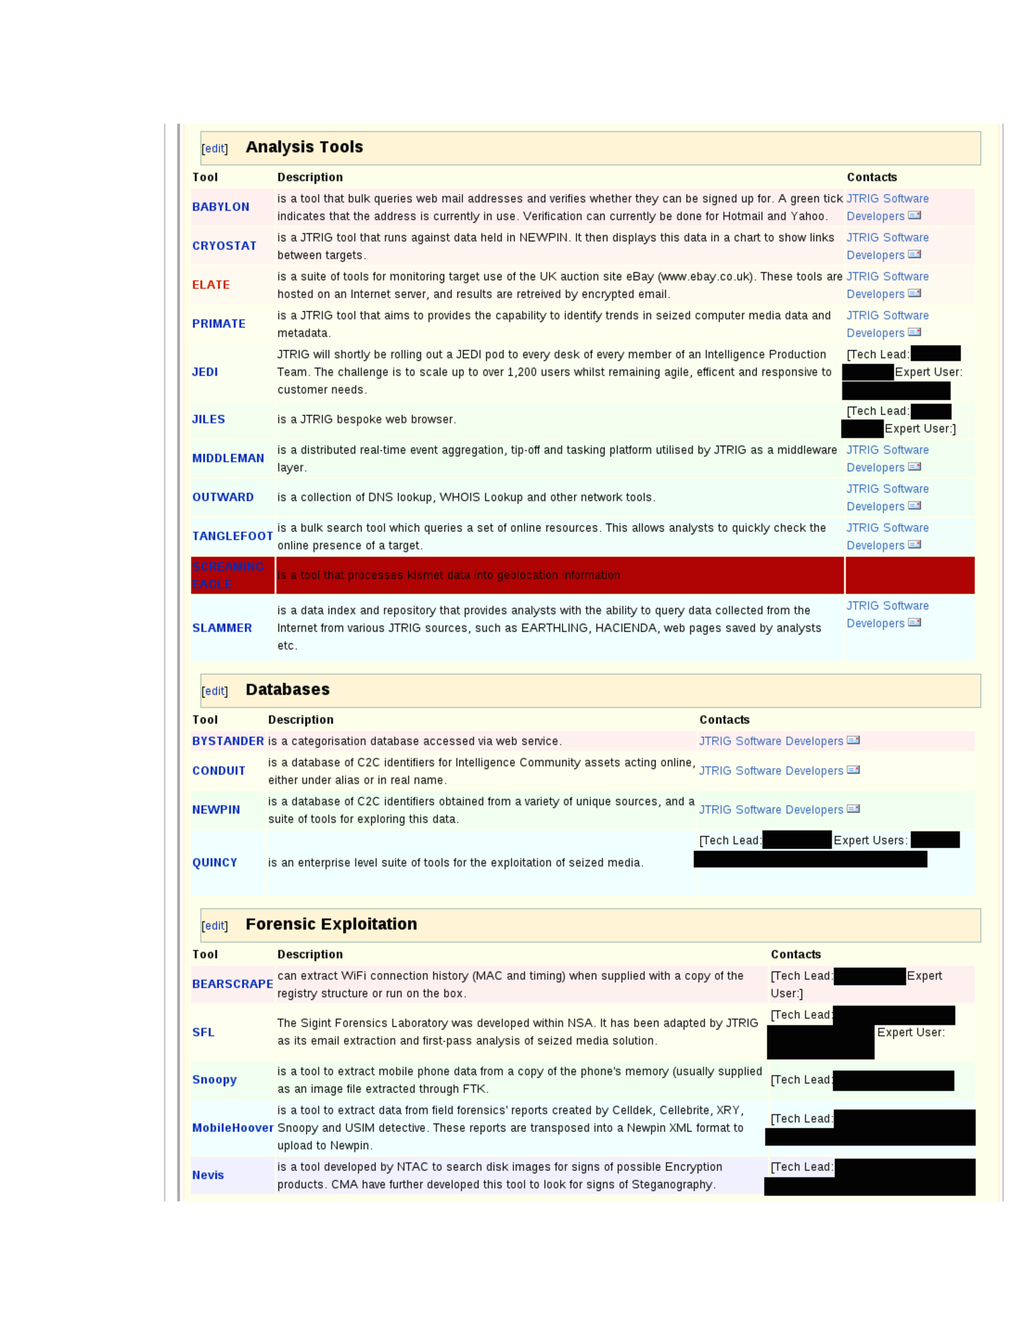 [edit] Analysis Tools
Tool Description Contacts
BABYLON is a tool that bulk queries web mail addresses and verifies whether they can be signed up for. A green tick JTRIG Software
indicates that the address is currently in use. Verification can currently be done for Hotmail and Yahoo. Developers
CRYOSTAT is a JTRIG tool that runs against data held in NEWPIN. It then displays this data in a chart to show links JTRIG Software
between targets. Developers
ELATE is a suite of tools for monitoring target use of the UK auction site eBay (www.ebay.co.uk). These tools are JTRIG Software
hosted on an Internet server, and results are retreived by encrypted email. Developers
PRIMATE is a JTRIG tool that aims to provides the capability to identify trends in seized computer media data and JTRIG Software
metadata. Developers
JTRIG will shortly be rolling out a JEDI pod to every desk of every member of an Intelligence Production [Tech Lead:
JEDI Team. The challenge is to scale up to over 1,200 users whilst remaining agile, efficent and responsive to Expert User:
customer needs.
JILES is a JTRIG bespoke web browser. [Tech Lead:
Expert User:]
MIDDLEMAN is a distributed real-time event aggregation, tip-off and tasking platform utilised by JTRIG as a middleware JTRIG Software
layer. Developers
OUTWARD is a collection of DNS lookup, WHOIS Lookup and other network tools. JTRIG Software
Developers
TANGLEFOOT is a bulk search tool which queries a set of online resources. This allows analysts to quickly check the JTRIG Software
online presence of a target. Developers
SCREAMING
EAGLE is a tool that processes kismet data into geolocation information
SLAMMER is a data index and repository that provides analysts with the ability to query data collected from the JTRIG Software
Internet from various JTRIG sources, such as EARTHLING, HACIENDA, web pages saved by analysts Developers
etc.
[edit] Databases
Tool Description Contacts
BYSTANDER is a categorisation database accessed via web service. JTRIG Software Developers
CONDUIT is a database of C2C identifiers for Intelligence Community assets acting online, JTRIG Software Developers
either under alias or in real name.
NEWPIN is a database of C2C identifiers obtained from a variety of unique sources, and a JTRIG Software Developers
suite of tools for exploring this data.
[Tech Lead: Expert Users:
QUINCY is an enterprise level suite of tools for the exploitation of seized media.
[edit] Forensic Exploitation
Tool Description Contacts
BEARSCRAPE can extract WiFi connection history (MAC and timing) when supplied with a copy of the [Tech Lead: Expert
registry structure or run on the box. User:]
SFL The Sigint Forensics Laboratory was developed within NSA. It has been adapted by JTRIG [Tech Lead:
as its email extraction and first-pass analysis of seized media solution. Expert User:
Snoopy is a tool to extract mobile phone data from a copy of the phone's memory (usually supplied [Tech Lead:
as an image file extracted through FTK.
is a tool to extract data from field forensics' reports created by Celldek, Cellebrite, XRY, [Tech Lead:
MobileHoover Snoopy and USIM detective. These reports are transposed into a Newpin XML format to
upload to Newpin.
Nevis is a tool developed by NTAC to search disk images for signs of possible Encryption [Tech Lead:
products. CMA have further developed this tool to look for signs of Steganography.